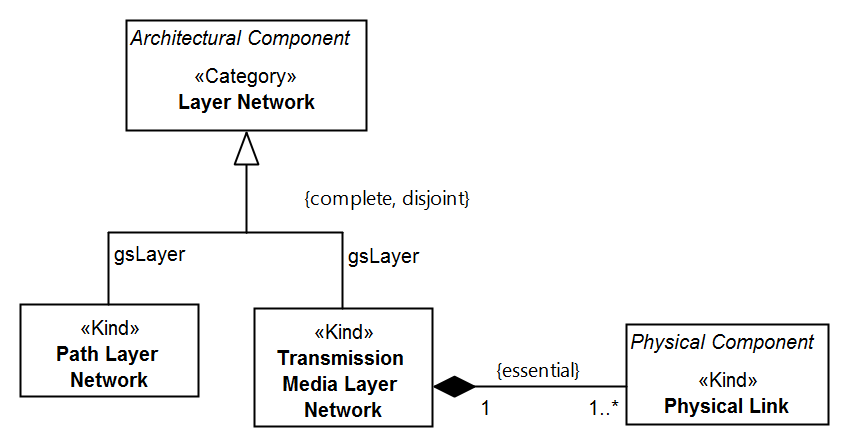 Architectural Component
«Category»
Layer Network
{complete, disjoint}
gsLayer
gsLayer
«Kind»
Path Layer
Network
«Kind»
Transmission
Media Layer
Network
{essential}
1
1..*
Physical Component
«Kind»
Physical Link